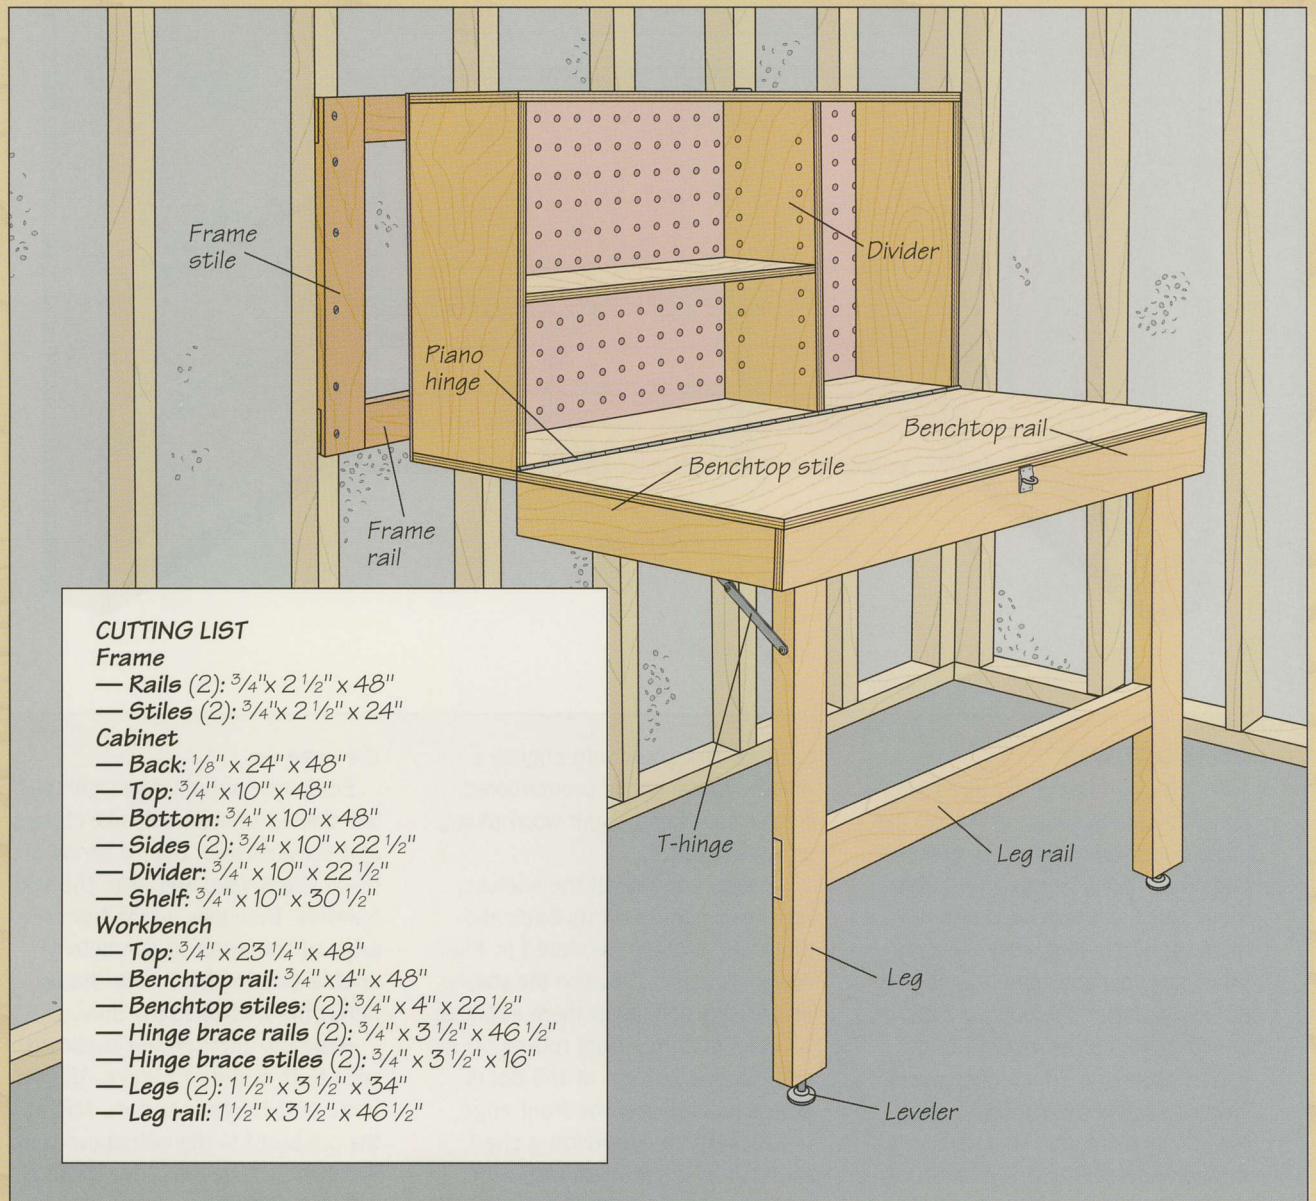 Frame
stile
Divider
Piano
hinge
Benchtop rail
Benchtop stile
Frame
rail
CUTTING LIST
Frame
— Rails (2): 3/4" x 2 1/2" x 48"
— Stiles (2): 3/4" x 2 1/2" x 24"
Cabinet
— Back: 1/8" x 24" x 48"
— Top: 3/4" x 10" x 48"
— Bottom: 3/4" x 10" x 48"
— Sides (2): 3/4" x 10" x 22 1/2"
— Divider: 3/4" x 10" x 22 1/2"
— Shelf: 3/4" x 10" x 30 1/2"
Workbench
— Top: 3/4" x 23 1/4" x 48"
— Benchtop rail: 3/4" x 4" x 48"
— Benchtop stiles: (2): 3/4" x 4" x 22 1/2"
— Hinge brace rails (2): 3/4" x 3 1/2" x 46 1/2"
— Hinge brace stiles (2): 3/4" x 3 1/2" x 16"
— Legs (2): 1 1/2" x 3 1/2" x 34"
— Leg rail: 1 1/2" x 3 1/2" x 46 1/2"
T-hinge
Leg rail
Leg
Leveler